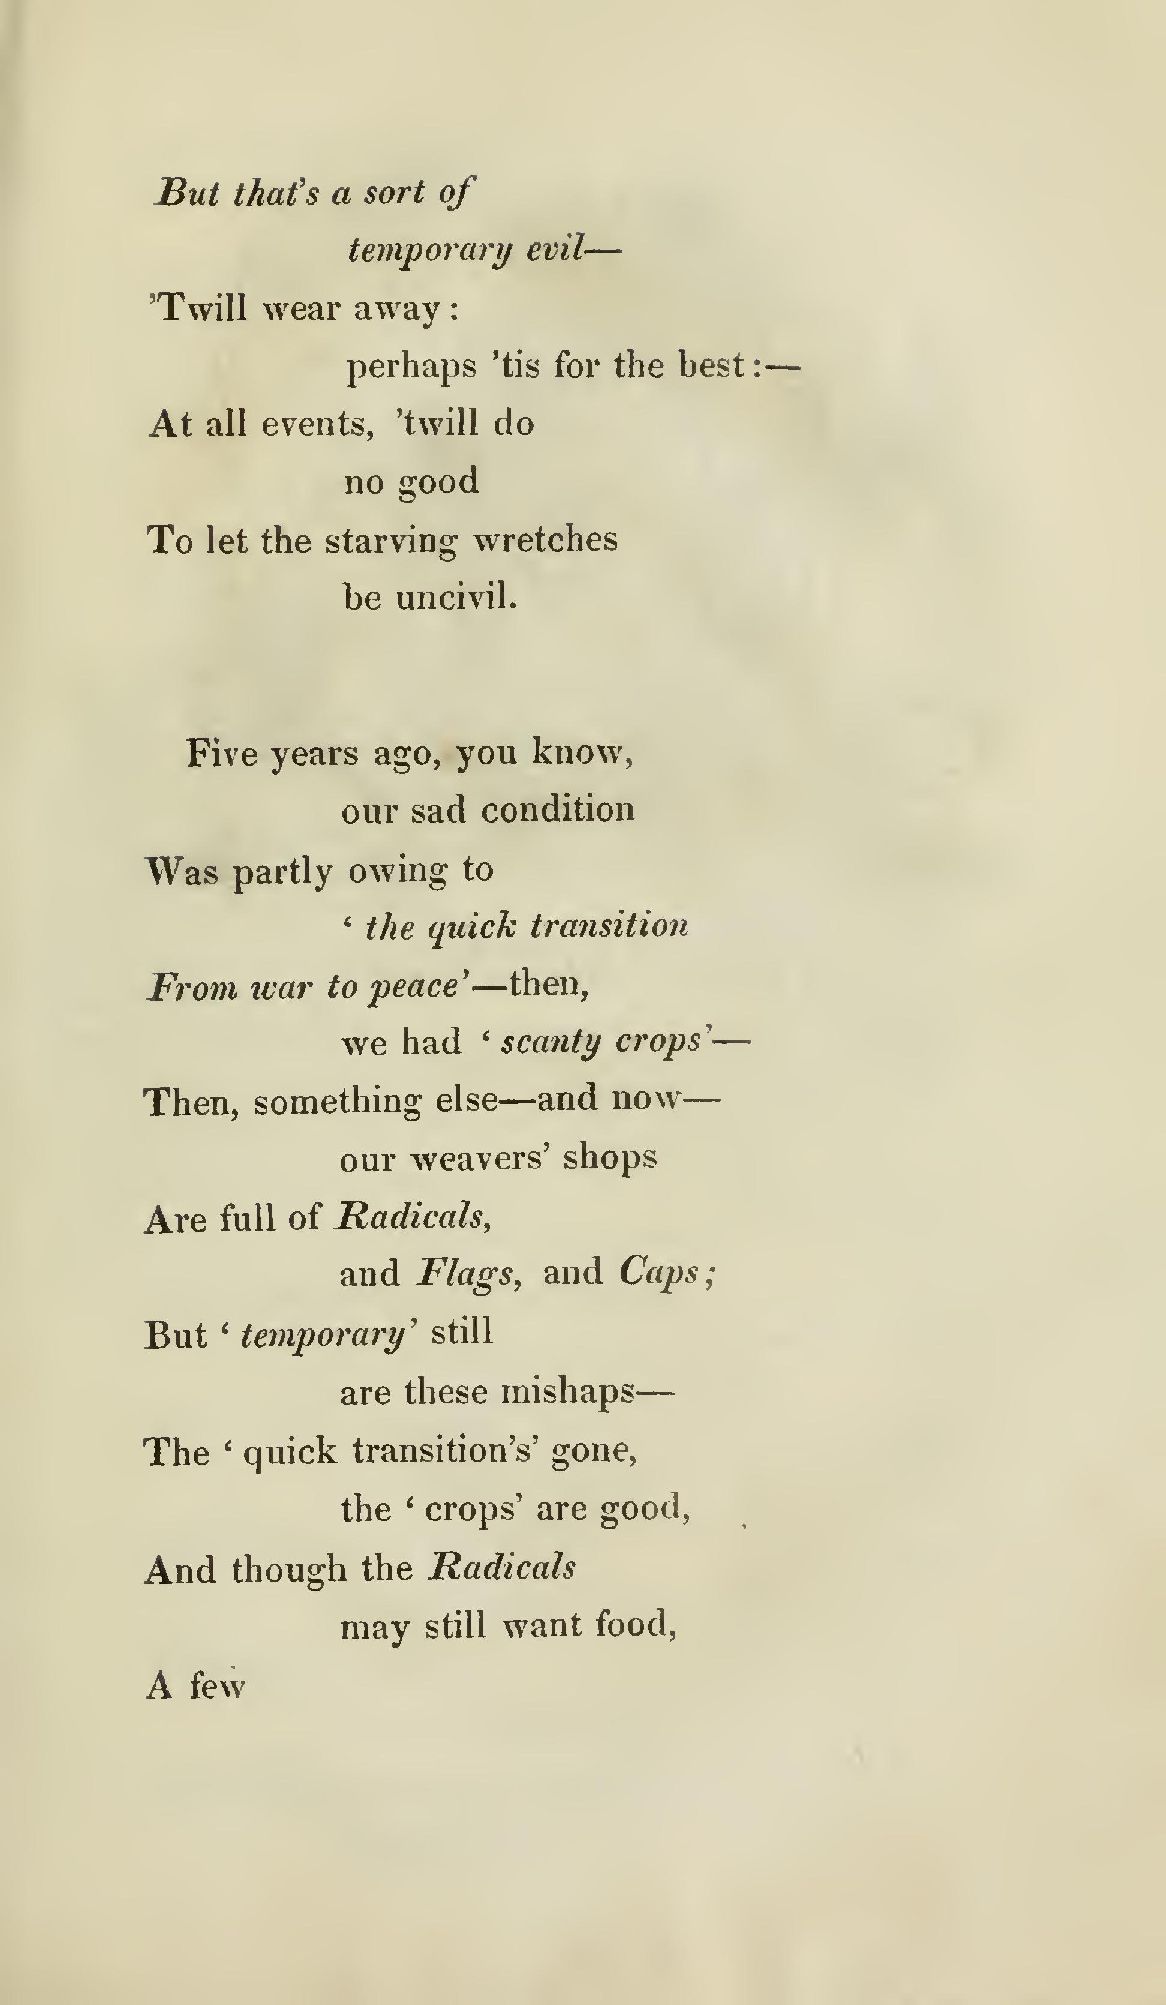 But that's a sort of
temporary evil—
'Twill wear away :
perhaps 'tis for the best :—
At all events, 'twill do
no good
To let the starving wretches
be uncivil.
Five years ago, you know,
our sad condition
Was partly owing to
‘ the quick transition
From war to peace’—then,
we had ‘ scanty crops’—
Then, something else—and now—
our weavers’ shops
Are full of Radicals,
and Flags, and Caps ;
But ‘ temporary’ still
are these mishaps—
The ‘ quick transition’s’ gone,
the ‘ crops’ are good,
And though the Radicals
may still want food,
A few